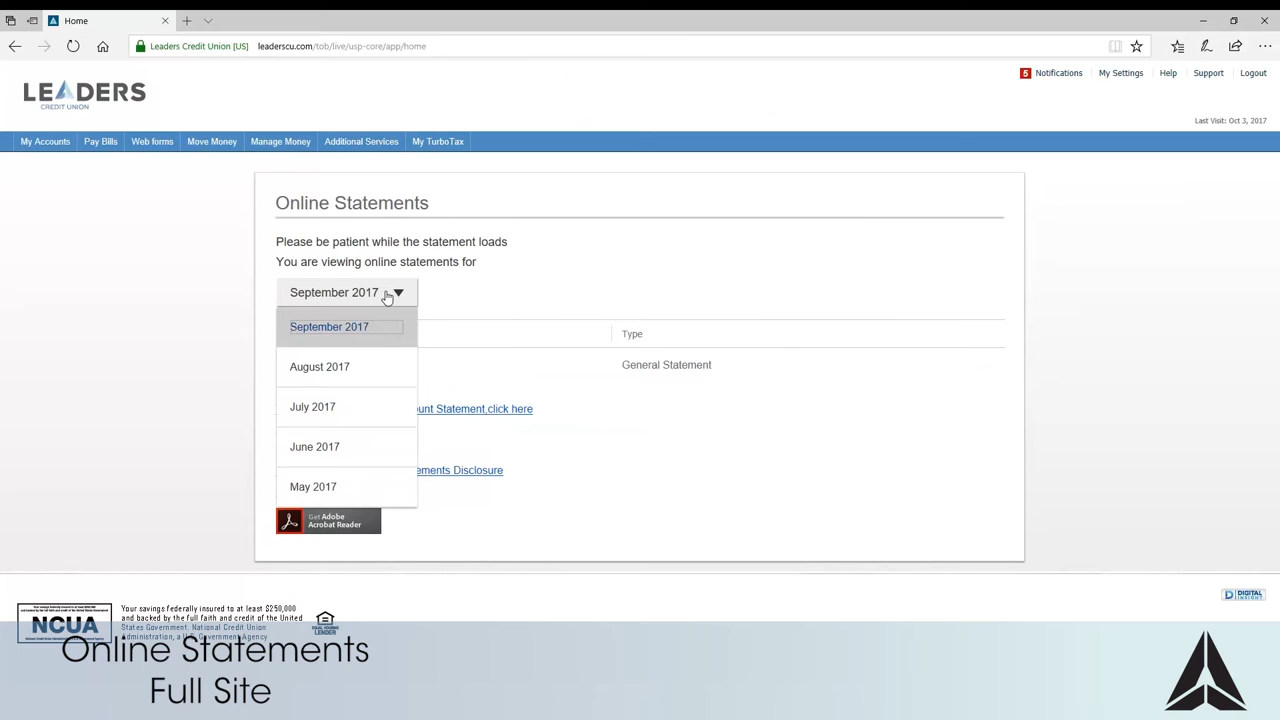 Home
Leaders Credit Union [US]
leaderscu.com/tob/live/usp-core/app/home
5 Notifications
My Settings
Help
Support
Logout
LEADERS
CREDIT UNION
Last Visit: Oct 3, 2017
My Accounts
Pay Bills
Web forms
Move Money
Manage Money
Additional Services
My TurboTax
Online Statements
Please be patient while the statement loads
You are viewing online statements for
September 2017
September 2017
Type
August 2017
General Statement
July 2017
unt Statement,click here
June 2017
ements Disclosure
May 2017
Get Adobe
Acrobat Reader
DIGITAL
INSIGHT
NCUA
Your savings federally insured to at least $250,000
and backed by the full faith and credit of the United
States Government. National Credit Union
Administration, a U.S. Government Agency
EQUAL HOUSING
LENDER
Online Statements
Full Site